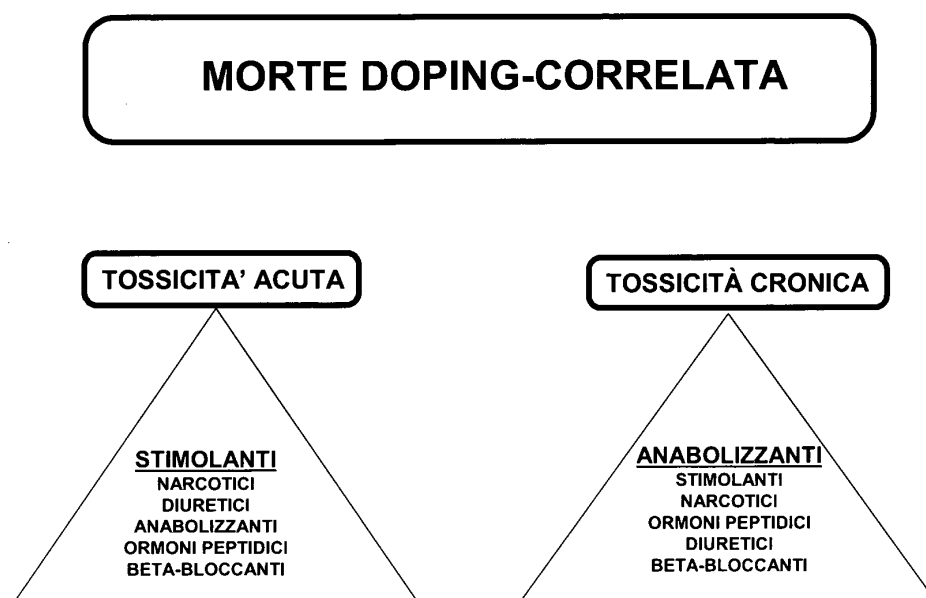 MORTE DOPING-CORRELATA
TOSSICITA' ACUTA
STIMOLANTI
NARCOTICI
DIURETICI
ANABOLIZZANTI
ORMONI PEPTIDICI
BETA-BLOCCANTI
TOSSICITÀ CRONICA
ANABOLIZZANTI
STIMOLANTI
NARCOTICI
ORMONI PEPTIDICI
DIURETICI
BETA-BLOCCANTI